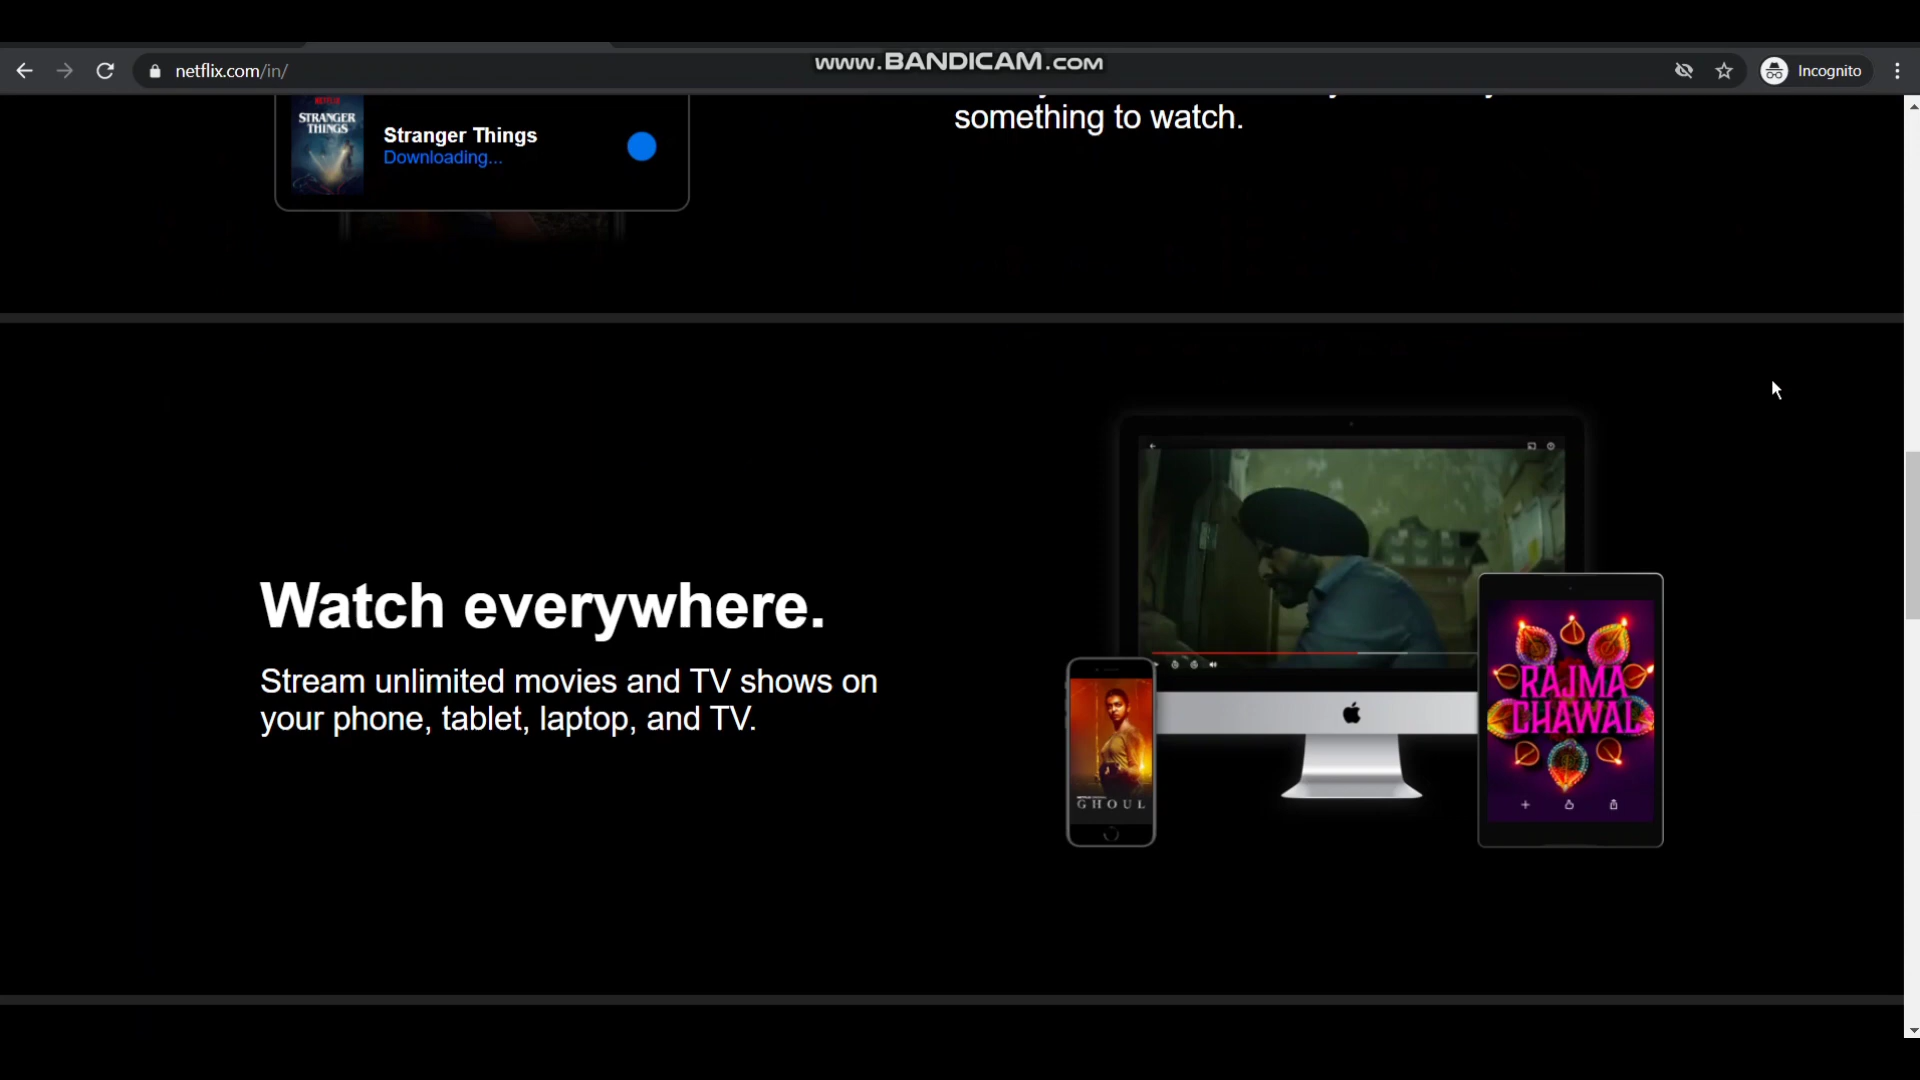 www.BANDICAM.com
netflix.com/in/
Incognito
NETFLIX
STRANGER
THINGS
Stranger Things
Downloading...
something to watch.
Watch everywhere.
Stream unlimited movies and TV shows on
your phone, tablet, laptop, and TV.
GHOUL
RAJMA
CHAWAL